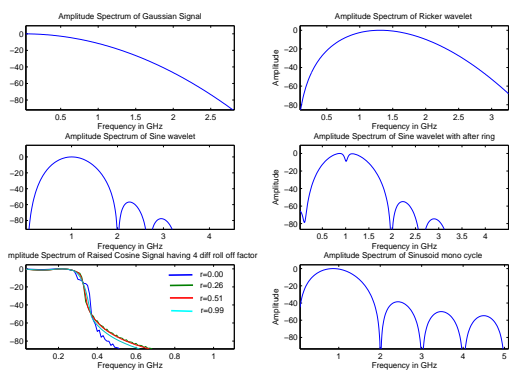 Amplitude Spectrum of Gaussian Signal
0
−20
−40
−60
−80
0.5 1 1.5 2 2.5
Frequency in GHz
Amplitude Spectrum of Ricker wavelet
Amplitude
0
−20
−40
−60
−80
0.5 1 1.5 2 2.5 3
Frequency in GHz
Amplitude Spectrum of Sine wavelet
0
−20
−40
−60
−80
1 2 3 4
Frequency in GHz
Amplitude Spectrum of Sine wavelet with after ring
Amplitude
0
−20
−40
−60
−80
0.5 1 1.5 2 2.5 3 3.5 4
Frequency in GHz
mplitude Spectrum of Raised Cosine Signal having 4 diff roll off factor
0
−20
−40
−60
−80
r=0.00
r=0.26
r=0.51
r=0.99
0.2 0.4 0.6 0.8 1
Frequency in GHz
Amplitude Spectrum of Sinusoid mono cycle
Amplitude
0
−20
−40
−60
−80
1 2 3 4 5
Frequency in GHz